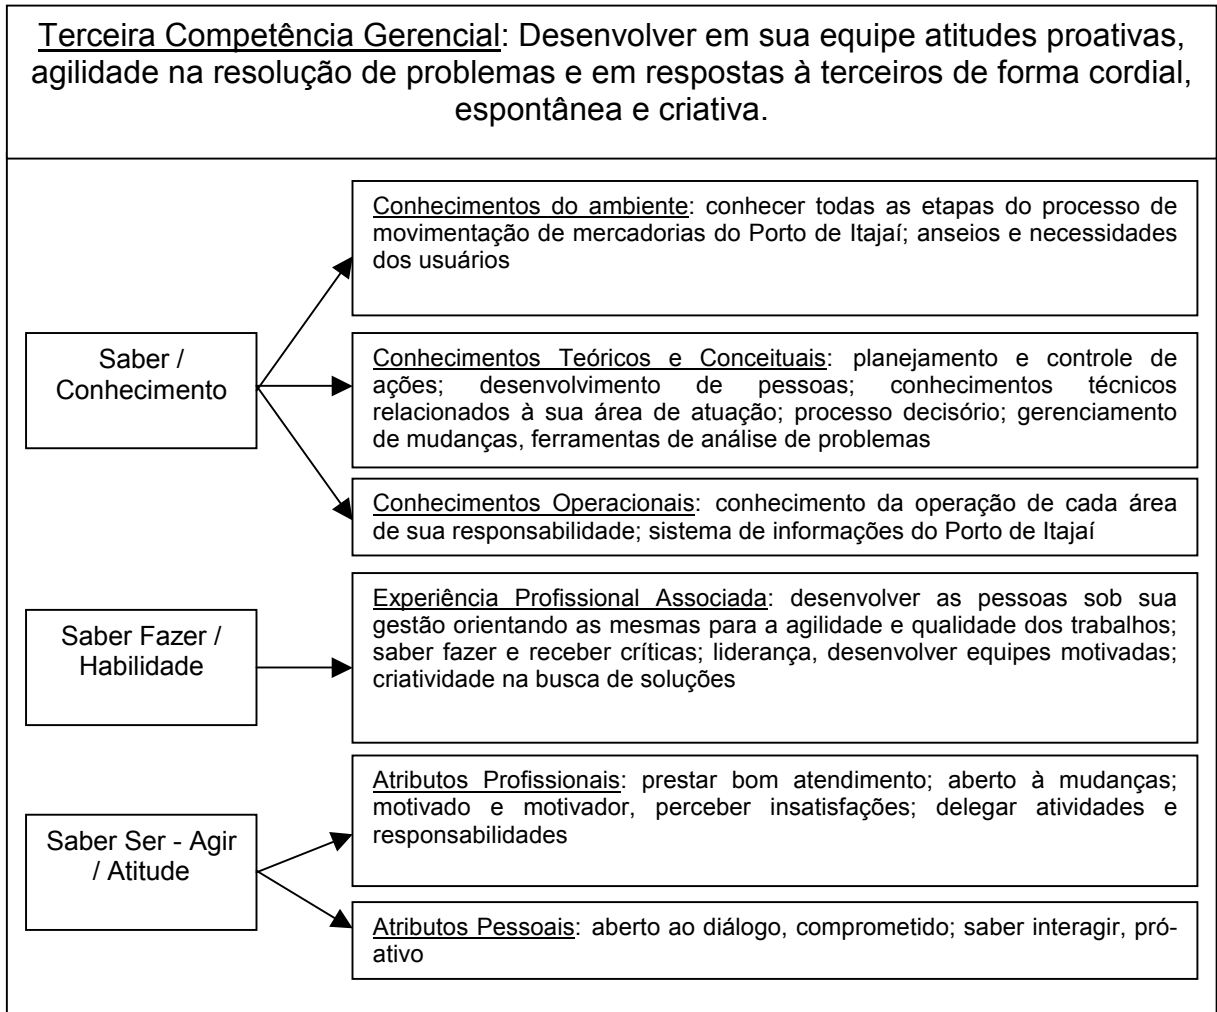 Terceira Competência Gerencial: Desenvolver em sua equipe atitudes proativas,
agilidade na resolução de problemas e em respostas à terceiros de forma cordial,
espontânea e criativa.
Saber /
Conhecimento
Conhecimentos do ambiente: conhecer todas as etapas do processo de
movimentação de mercadorias do Porto de Itajaí; anseios e necessidades
dos usuários
Conhecimentos Teóricos e Conceituais: planejamento e controle de
ações; desenvolvimento de pessoas; conhecimentos técnicos
relacionados à sua área de atuação; processo decisório; gerenciamento
de mudanças, ferramentas de análise de problemas
Conhecimentos Operacionais: conhecimento da operação de cada área
de sua responsabilidade; sistema de informações do Porto de Itajaí
Saber Fazer /
Habilidade
Experiência Profissional Associada: desenvolver as pessoas sob sua
gestão orientando as mesmas para a agilidade e qualidade dos trabalhos;
saber fazer e receber críticas; liderança, desenvolver equipes motivadas;
criatividade na busca de soluções
Saber Ser - Agir
/ Atitude
Atributos Profissionais: prestar bom atendimento; aberto à mudanças;
motivado e motivador, perceber insatisfações; delegar atividades e
responsabilidades
Atributos Pessoais: aberto ao diálogo, comprometido; saber interagir, pró-
ativo